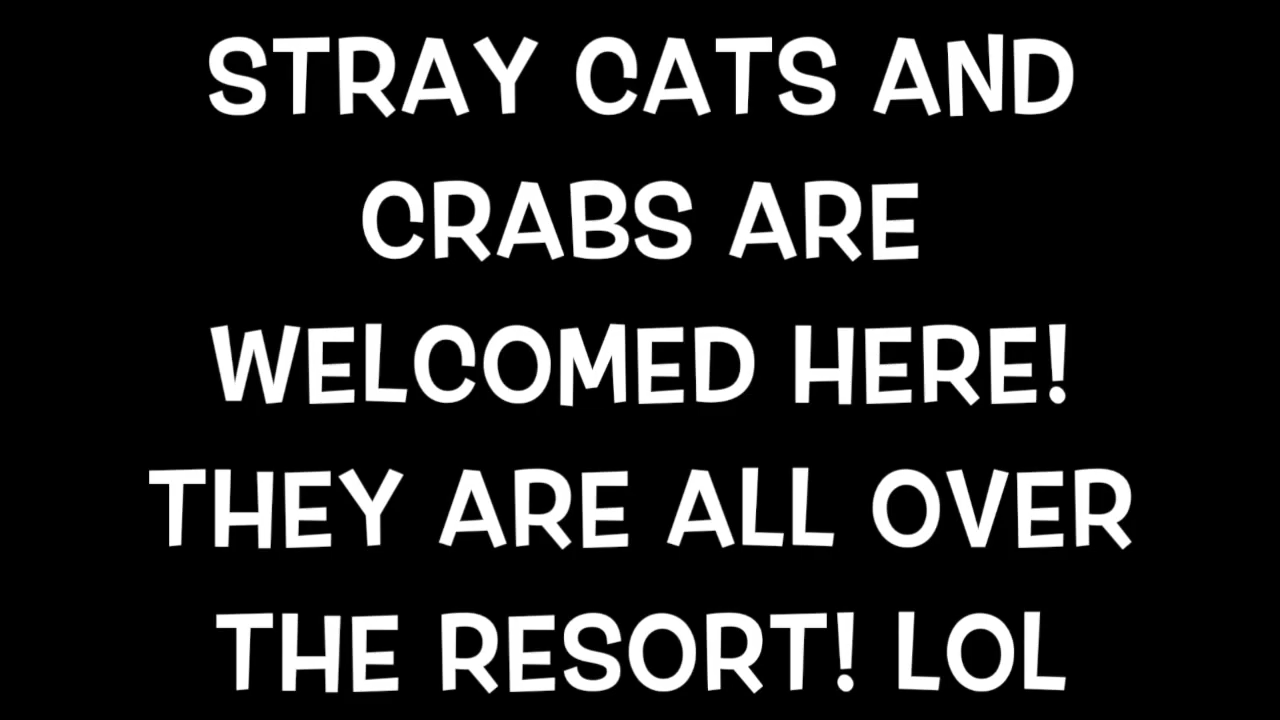 STRAY CATS AND
CRABS ARE
WELCOMED HERE!
THEY ARE ALL OVER
THE RESORT! LOL